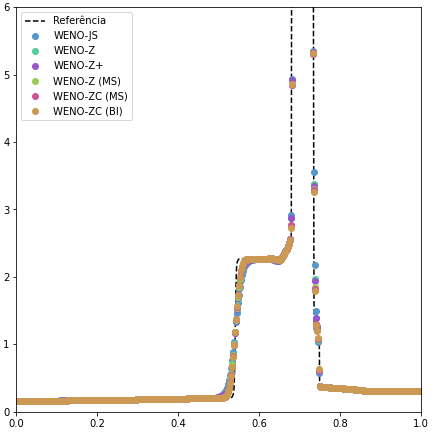 Referência
WENO-JS
WENO-Z
WENO-Z+
WENO-Z (MS)
WENO-ZC (MS)
WENO-ZC (BI)
6
5
4
3
2
1
0
0.0 0.2 0.4 0.6 0.8 1.0